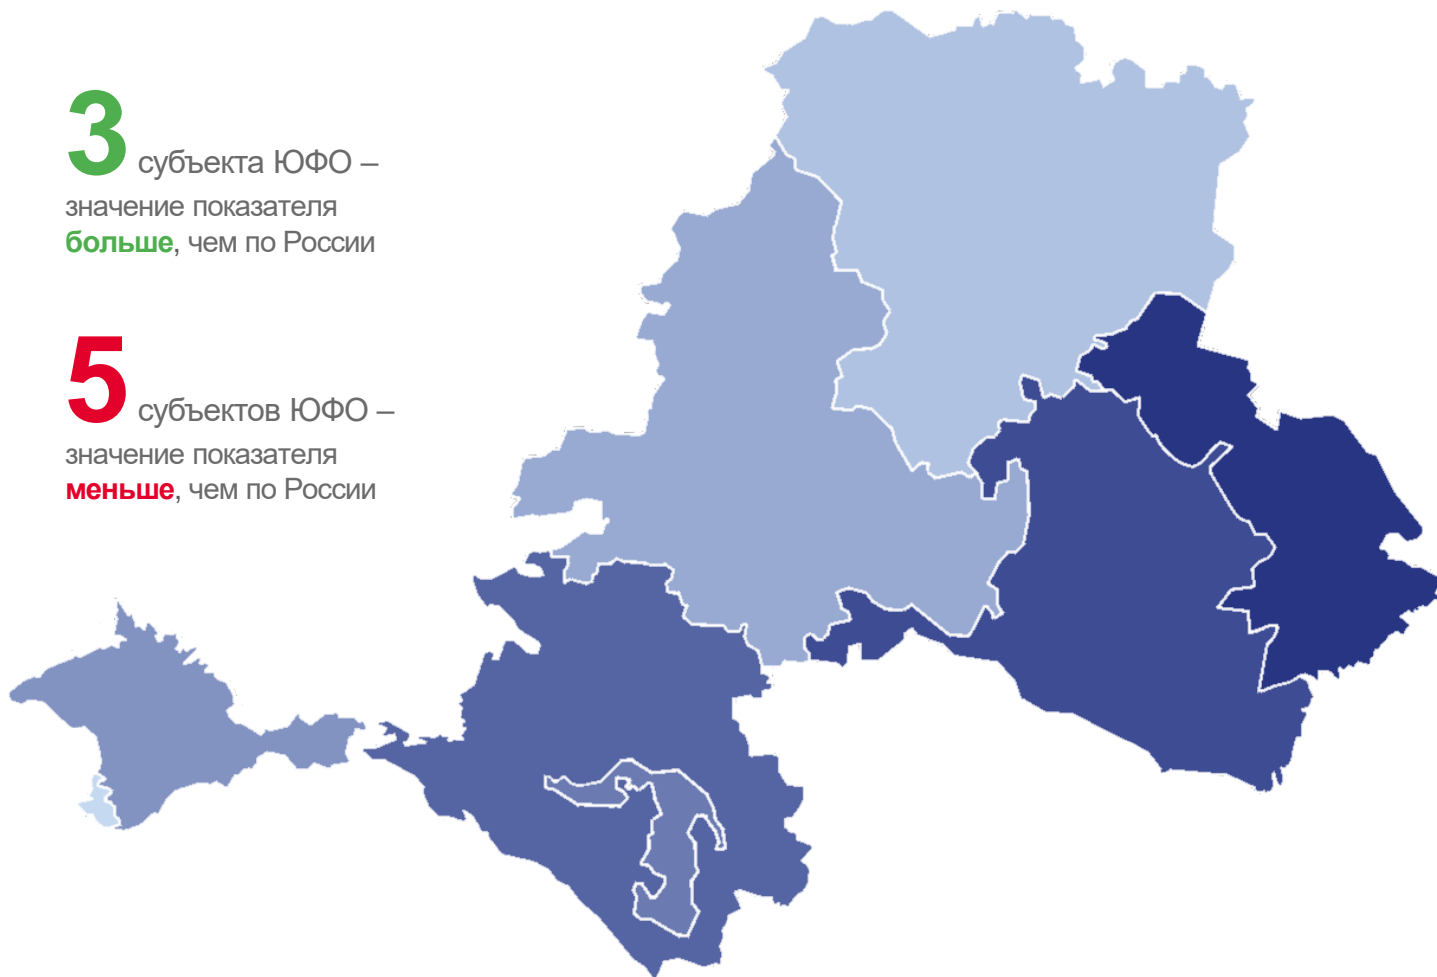 3 субъекта ЮФО –
значение показателя
больше, чем по России
5 субъектов ЮФО –
значение показателя
меньше, чем по России